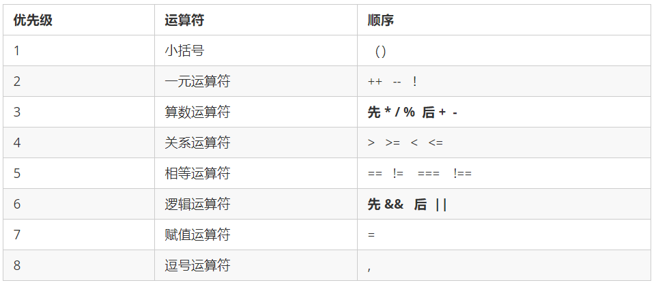 优先级 运算符 顺序
1 小括号 ()
2 一元运算符 ++ -- !
3 算数运算符 先 * / % 后 + -
4 关系运算符 > >= < <=
5 相等运算符 == != === !==
6 逻辑运算符 先 && 后 ||
7 赋值运算符 =
8 逗号运算符 ,